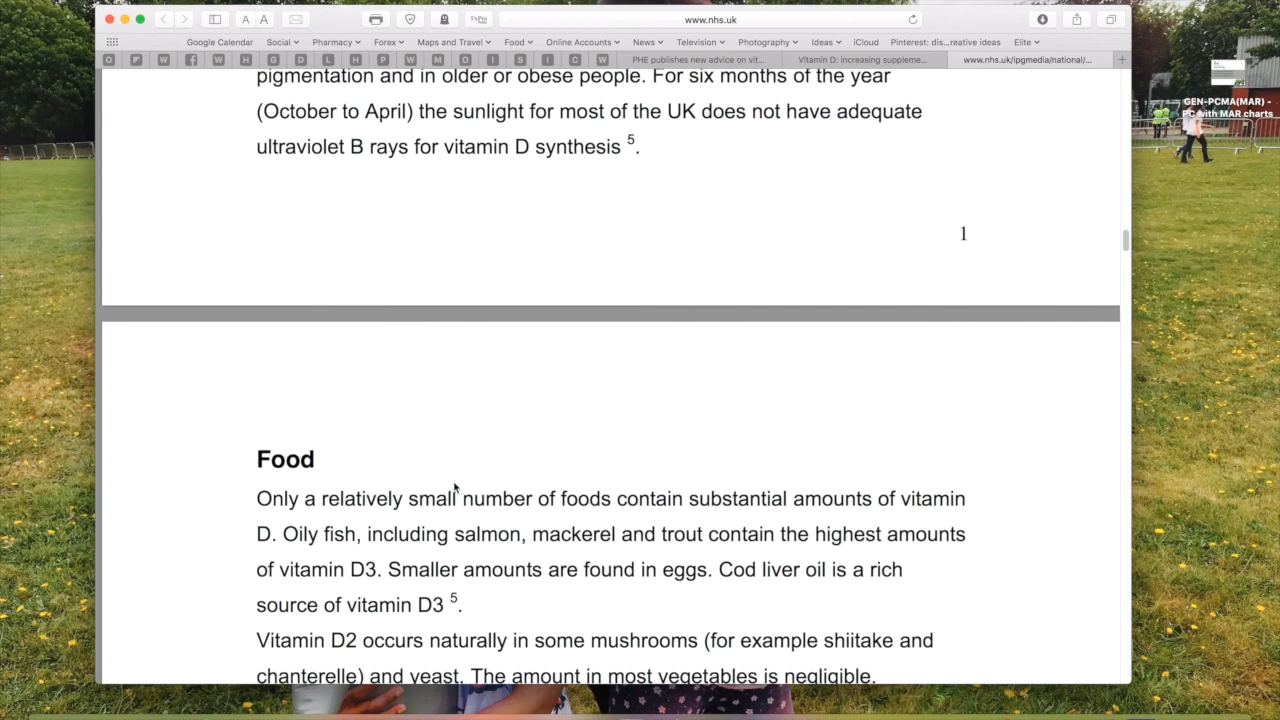 www.nhs.uk
A A
Google Calendar Social Pharmacy Forex Maps and Travel Food Online Accounts News Television Photography Ideas iCloud Pinterest: dis...reative ideas Elite
O W W H G D L H P W M O I S I C W PHE publishes new advice on vit... Vitamin D: increasing suppleme... www.nhs.uk/ipgmedia/national/...
pigmentation and in older or obese people. For six months of the year
(October to April) the sunlight for most of the UK does not have adequate
ultraviolet B rays for vitamin D synthesis 5.
1
Food
Only a relatively small number of foods contain substantial amounts of vitamin
D. Oily fish, including salmon, mackerel and trout contain the highest amounts
of vitamin D3. Smaller amounts are found in eggs. Cod liver oil is a rich
source of vitamin D3 5.
Vitamin D2 occurs naturally in some mushrooms (for example shiitake and
chanterelle) and yeast. The amount in most vegetables is negligible.
GEN-PCMA(MAR) -
PC with MAR charts